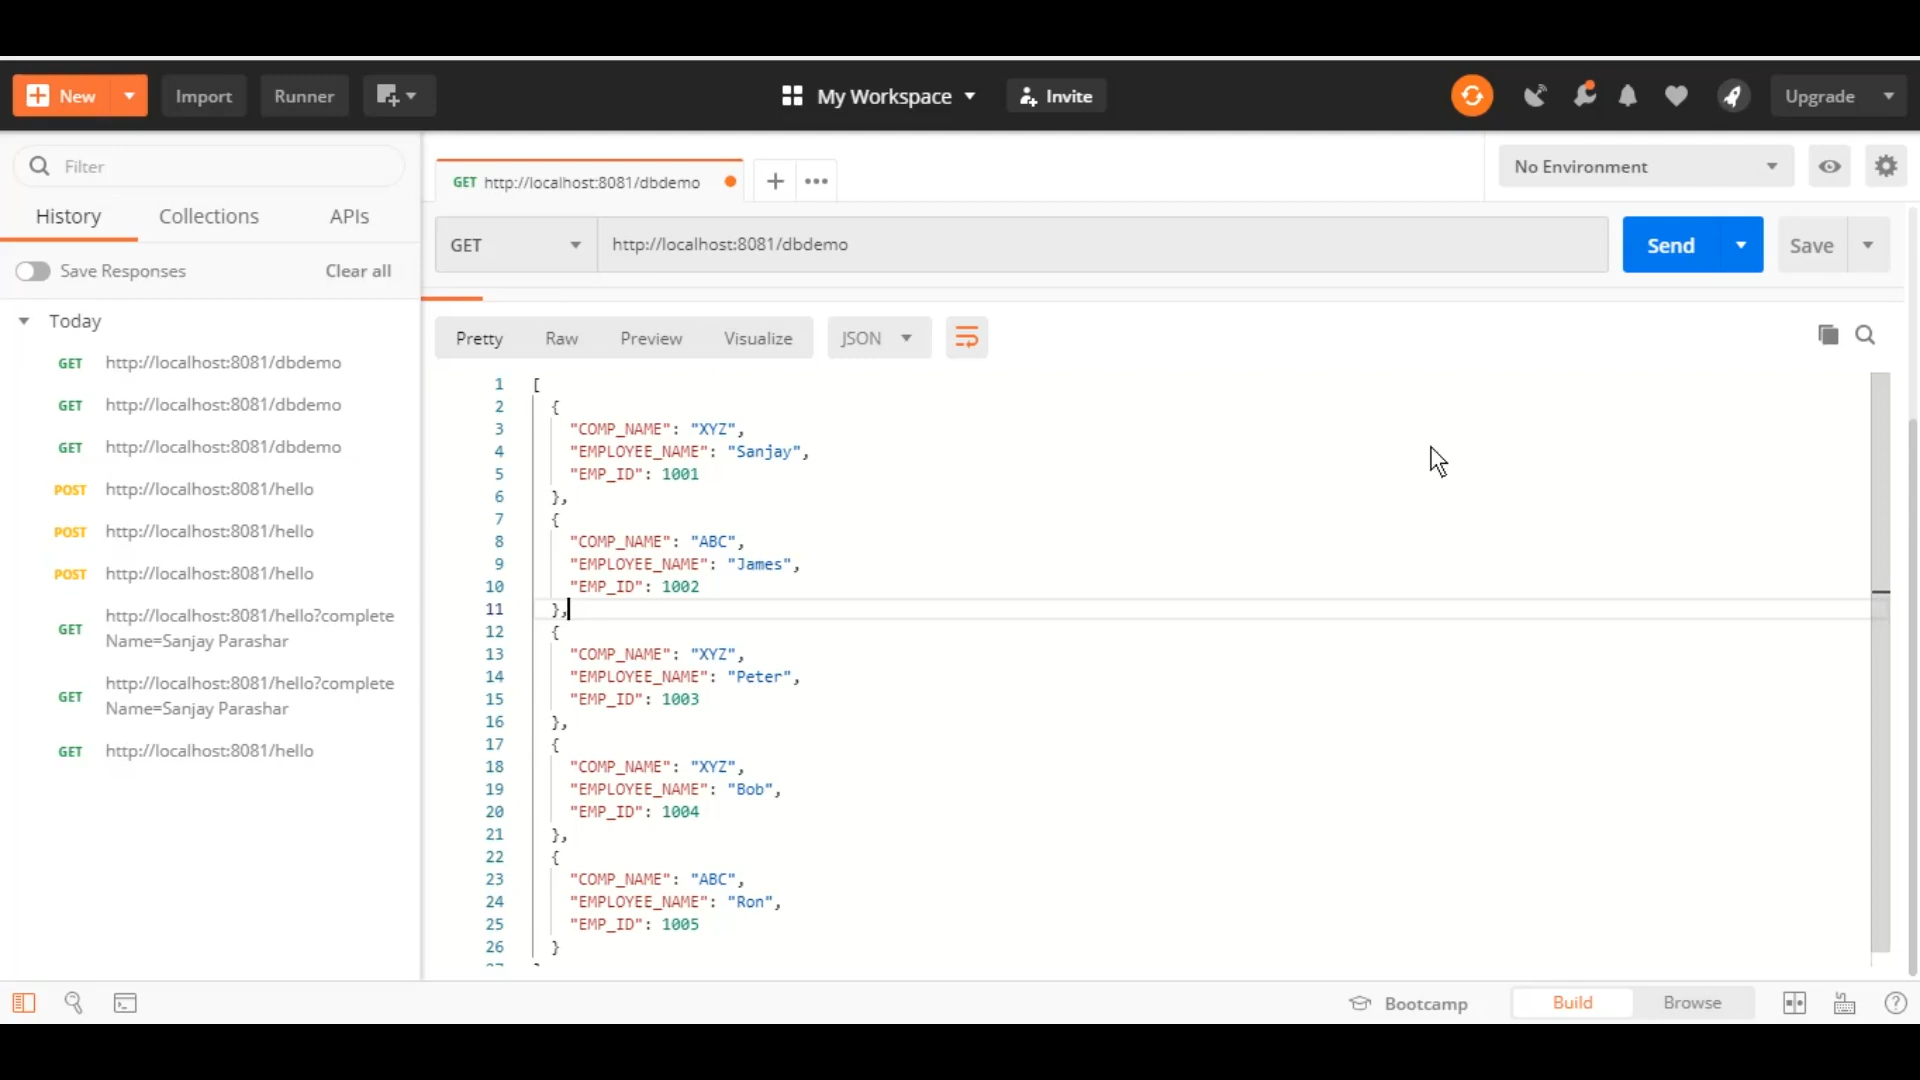 New
Import
Runner
My Workspace
Invite
Upgrade
Filter
History
Collections
APIs
Save Responses
Clear all
Today
GET http://localhost:8081/dbdemo
GET http://localhost:8081/dbdemo
GET http://localhost:8081/dbdemo
POST http://localhost:8081/hello
POST http://localhost:8081/hello
POST http://localhost:8081/hello
GET http://localhost:8081/hello?complete
Name=Sanjay Parashar
GET http://localhost:8081/hello?complete
Name=Sanjay Parashar
GET http://localhost:8081/hello
GET http://localhost:8081/dbdemo
No Environment
GET http://localhost:8081/dbdemo
Send
Save
Pretty
Raw
Preview
Visualize
JSON
1 [
2 {
3 "COMP_NAME": "XYZ",
4 "EMPLOYEE_NAME": "Sanjay",
5 "EMP_ID": 1001
6 },
7 {
8 "COMP_NAME": "ABC",
9 "EMPLOYEE_NAME": "James",
10 "EMP_ID": 1002
11 },
12 {
13 "COMP_NAME": "XYZ",
14 "EMPLOYEE_NAME": "Peter",
15 "EMP_ID": 1003
16 },
17 {
18 "COMP_NAME": "XYZ",
19 "EMPLOYEE_NAME": "Bob",
20 "EMP_ID": 1004
21 },
22 {
23 "COMP_NAME": "ABC",
24 "EMPLOYEE_NAME": "Ron",
25 "EMP_ID": 1005
26 }
Bootcamp
Build
Browse